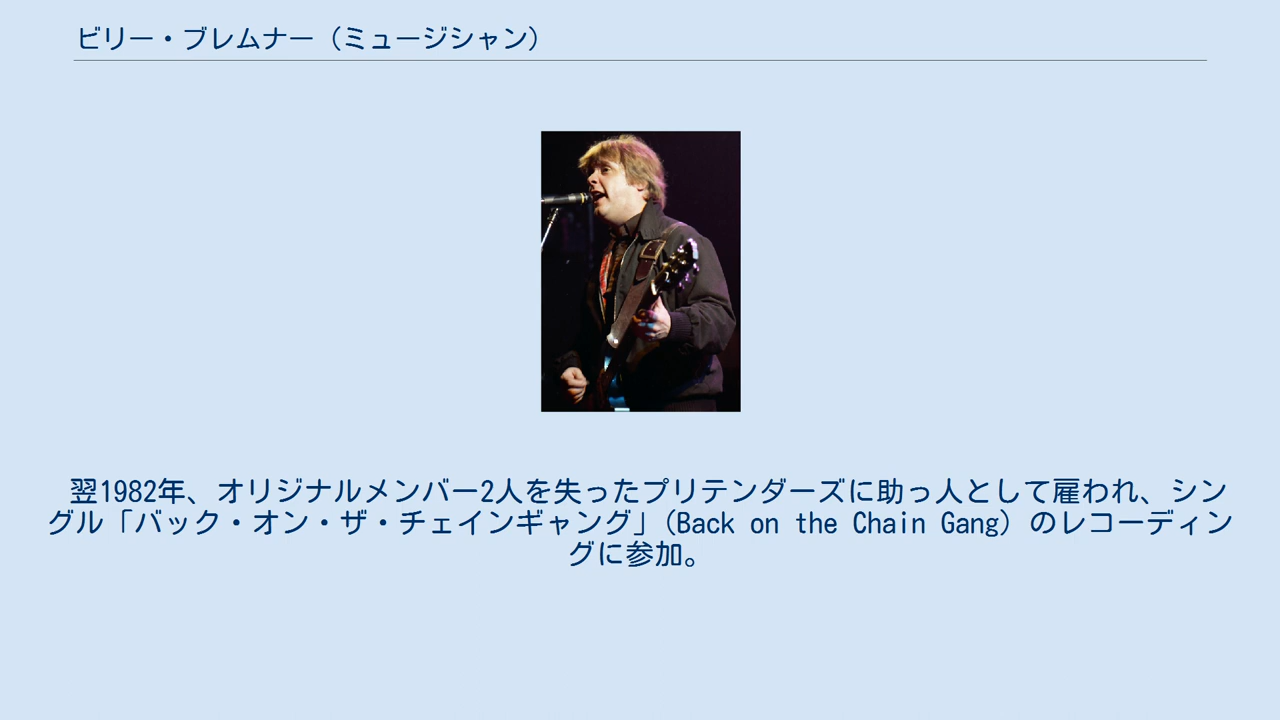 ビリー・ブレムナー（ミュージシャン）
翌1982年、オリジナルメンバー2人を失ったプリテンダーズに助っ人として雇われ、シン
グル「バック・オン・ザ・チェインギャング」(Back on the Chain Gang) のレコーディン
グに参加。